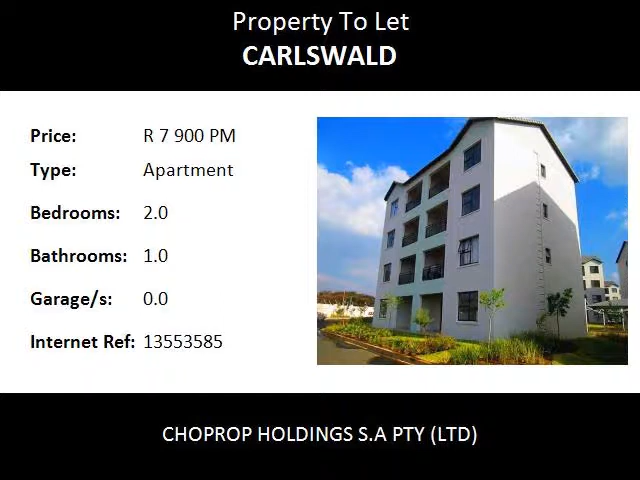 Property To Let
CARLSWALD
Price: R 7 900 PM
Type: Apartment
Bedrooms: 2.0
Bathrooms: 1.0
Garage/s: 0.0
Internet Ref: 13553585
CHOPROP HOLDINGS S.A PTY (LTD)